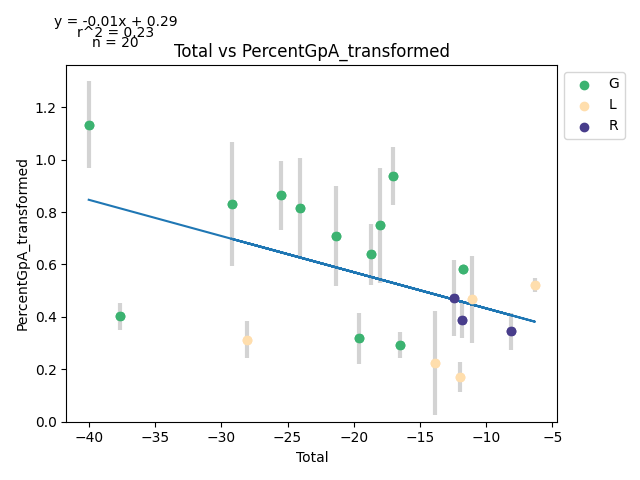 y = -0.01x + 0.29
r^2 = 0.23
n = 20
Total vs PercentGpA_transformed
G
L
R
PercentGpA_transformed
1.2
1.0
0.8
0.6
0.4
0.2
0.0
−40 −35 −30 −25 −20 −15 −10 −5
Total